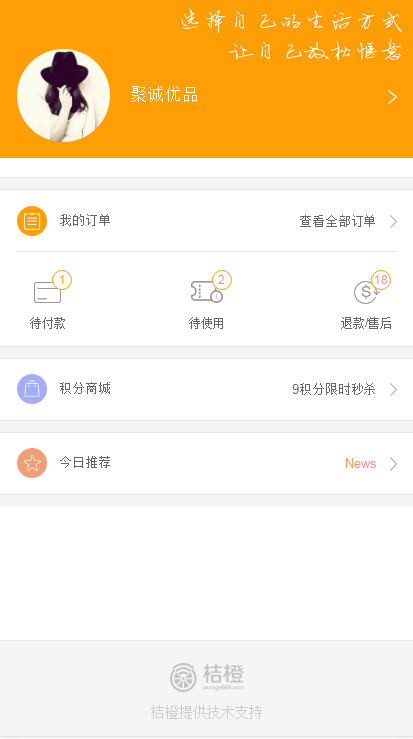 选择自己的生活方式
让自己放松惬意
聚诚优品
我的订单
查看全部订单
1
2
18
待付款
待使用
退款/售后
积分商城
9积分限时秒杀
今日推荐
News
桔橙
orange666.com
桔橙提供技术支持